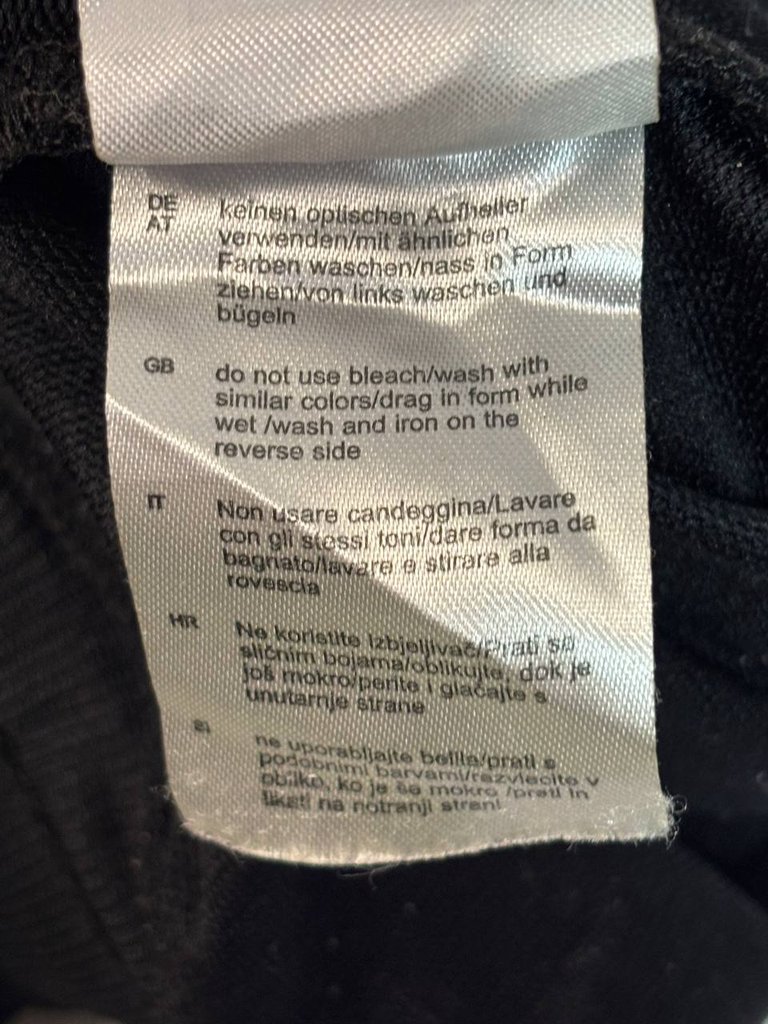 DE
AT
keinen optischen Aufheller
verwenden/mit ähnlichen
Farben waschen/nass in Form
ziehen/von links waschen und
bügeln
GB
do not use bleach/wash with
similar colors/drag in form while
wet /wash and iron on the
reverse side
IT
Non usare candeggina/Lavare
con gli stessi toni/dare forma da
bagnato/lavare e stirare alla
rovescia
HR
Ne koristite Izbjeljivač/Prati sa
sličnim bojama/oblikujte, dok je
još mokro/perite i glačajte s
unutarnje strane
SI
ne uporabljajte belila/prati s
podobnimi barvami/razvlecite v
obliko, ko je še mokro /prati in
likati na notranji strani